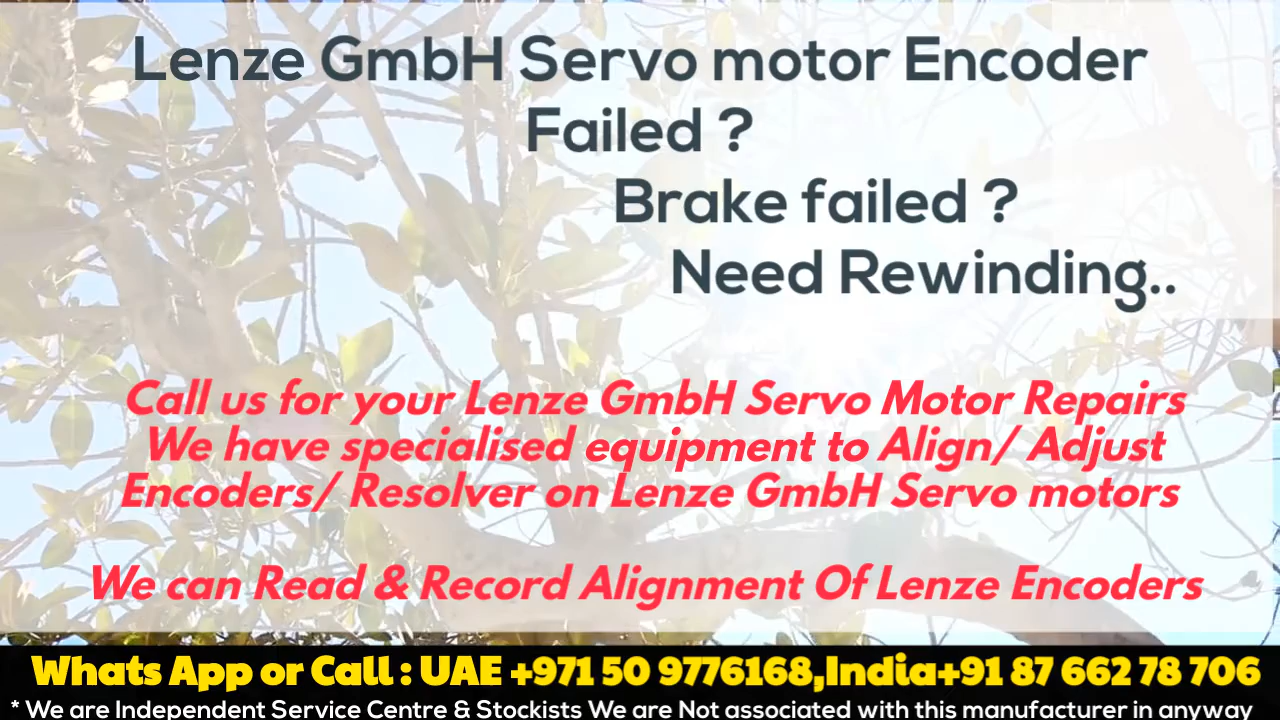 Lenze GmbH Servo motor Encoder
Failed ?
Brake failed ?
Need Rewinding..
Call us for your Lenze GmbH Servo Motor Repairs
We have specialised equipment to Align/ Adjust
Encoders/ Resolver on Lenze GmbH Servo motors
We can Read & Record Alignment Of Lenze Encoders
Whats App or Call : UAE +971 50 9776168,India+91 87 662 78 706
* We are Independent Service Centre & Stockists We are Not associated with this manufacturer in anyway